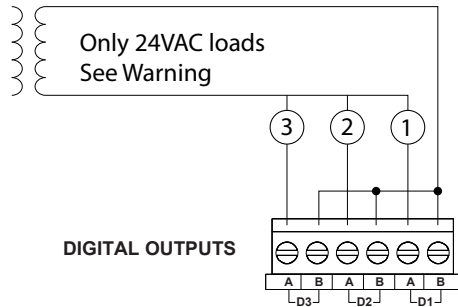 Only 24VAC loads
See Warning
3 2 1
DIGITAL OUTPUTS
A B A B A B
D3 D2 D1